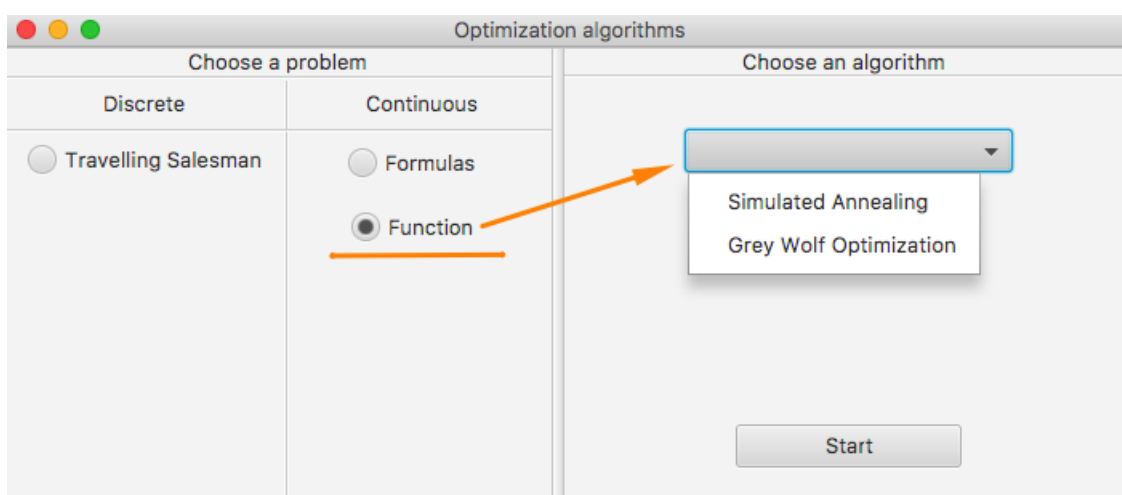 Optimization algorithms
Choose a problem
Choose an algorithm
Discrete
Continuous
Travelling Salesman
Formulas
Function
Simulated Annealing
Grey Wolf Optimization
Start